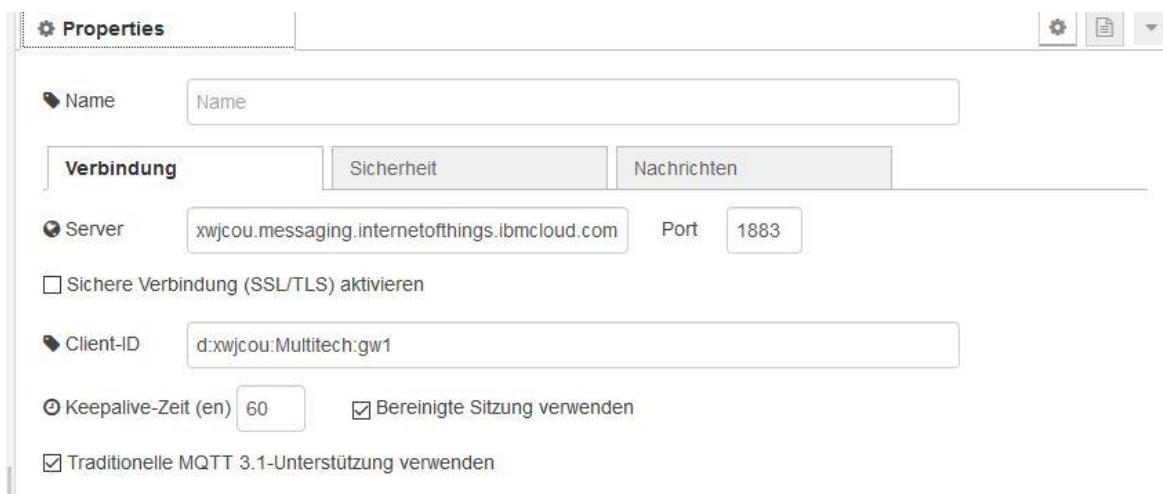 Properties
Name Name
Verbindung Sicherheit Nachrichten
Server xwjcou.messaging.internetofthings.ibmcloud.com Port 1883
Sichere Verbindung (SSL/TLS) aktivieren
Client-ID d:xwjcou:Multitech:gw1
Keepalive-Zeit (en) 60 Bereinigte Sitzung verwenden
Traditionelle MQTT 3.1-Unterstützung verwenden